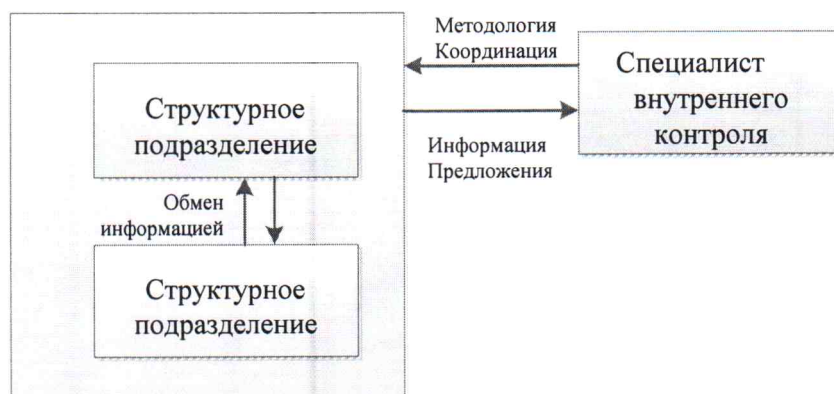 Методология
Координация
Специалист
внутреннего
контроля
Структурное
подразделение
Информация
Предложения
Обмен
информацией
Структурное
подразделение